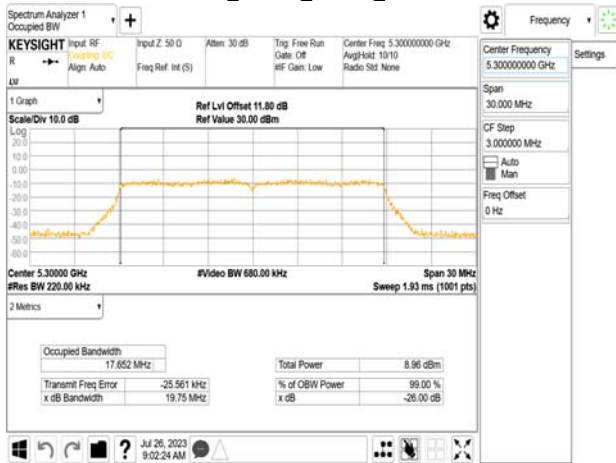 Spectrum Analyzer 1
Occupied BW
+
Frequency
KEYSIGHT
R
Input: RF
Coupling: DC
Align: Auto
Input Z: 50 Ω
Freq Ref: Int (S)
Atten: 30 dB
Trig: Free Run
Gate: Off
#IF Gain: Low
Center Freq: 5.300000000 GHz
Avg|Hold: 10/10
Radio Std: None
Center Frequency
5.300000000 GHz
Settings
Span
30.000 MHz
CF Step
3.000000 MHz
Auto
Man
Freq Offset
0 Hz
1 Graph
Scale/Div 10.0 dB
Ref Lvl Offset 11.80 dB
Ref Value 30.00 dBm
Log
20.0
10.0
0.00
-10.0
-20.0
-30.0
-40.0
-50.0
-60.0
Center 5.30000 GHz
#Res BW 220.00 kHz
#Video BW 680.00 kHz
Span 30 MHz
Sweep 1.93 ms (1001 pts)
2 Metrics
Occupied Bandwidth
17.652 MHz
Total Power 8.96 dBm
Transmit Freq Error -25.561 kHz
% of OBW Power 99.00 %
x dB Bandwidth 19.75 MHz
x dB -26.00 dB
?
Jul 26, 2023
9:02:24 AM